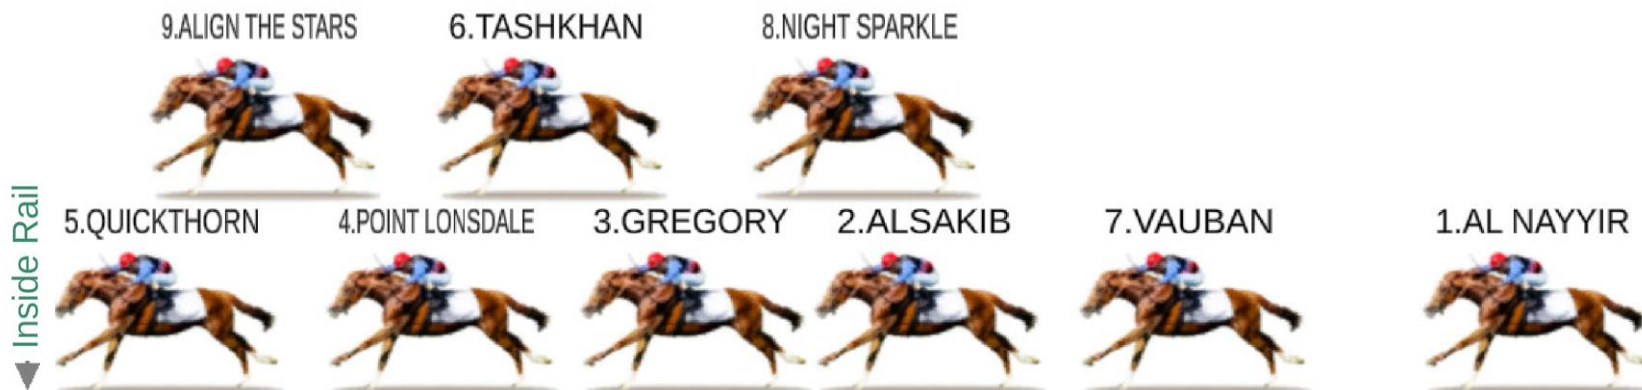 9.ALIGN THE STARS 6.TASHKHAN 8.NIGHT SPARKLE
5.QUICKTHORN 4.POINT LONSDALE 3.GREGORY 2.ALSAKIB 7.VAUBAN 1.AL NAYYIR
Inside Rail